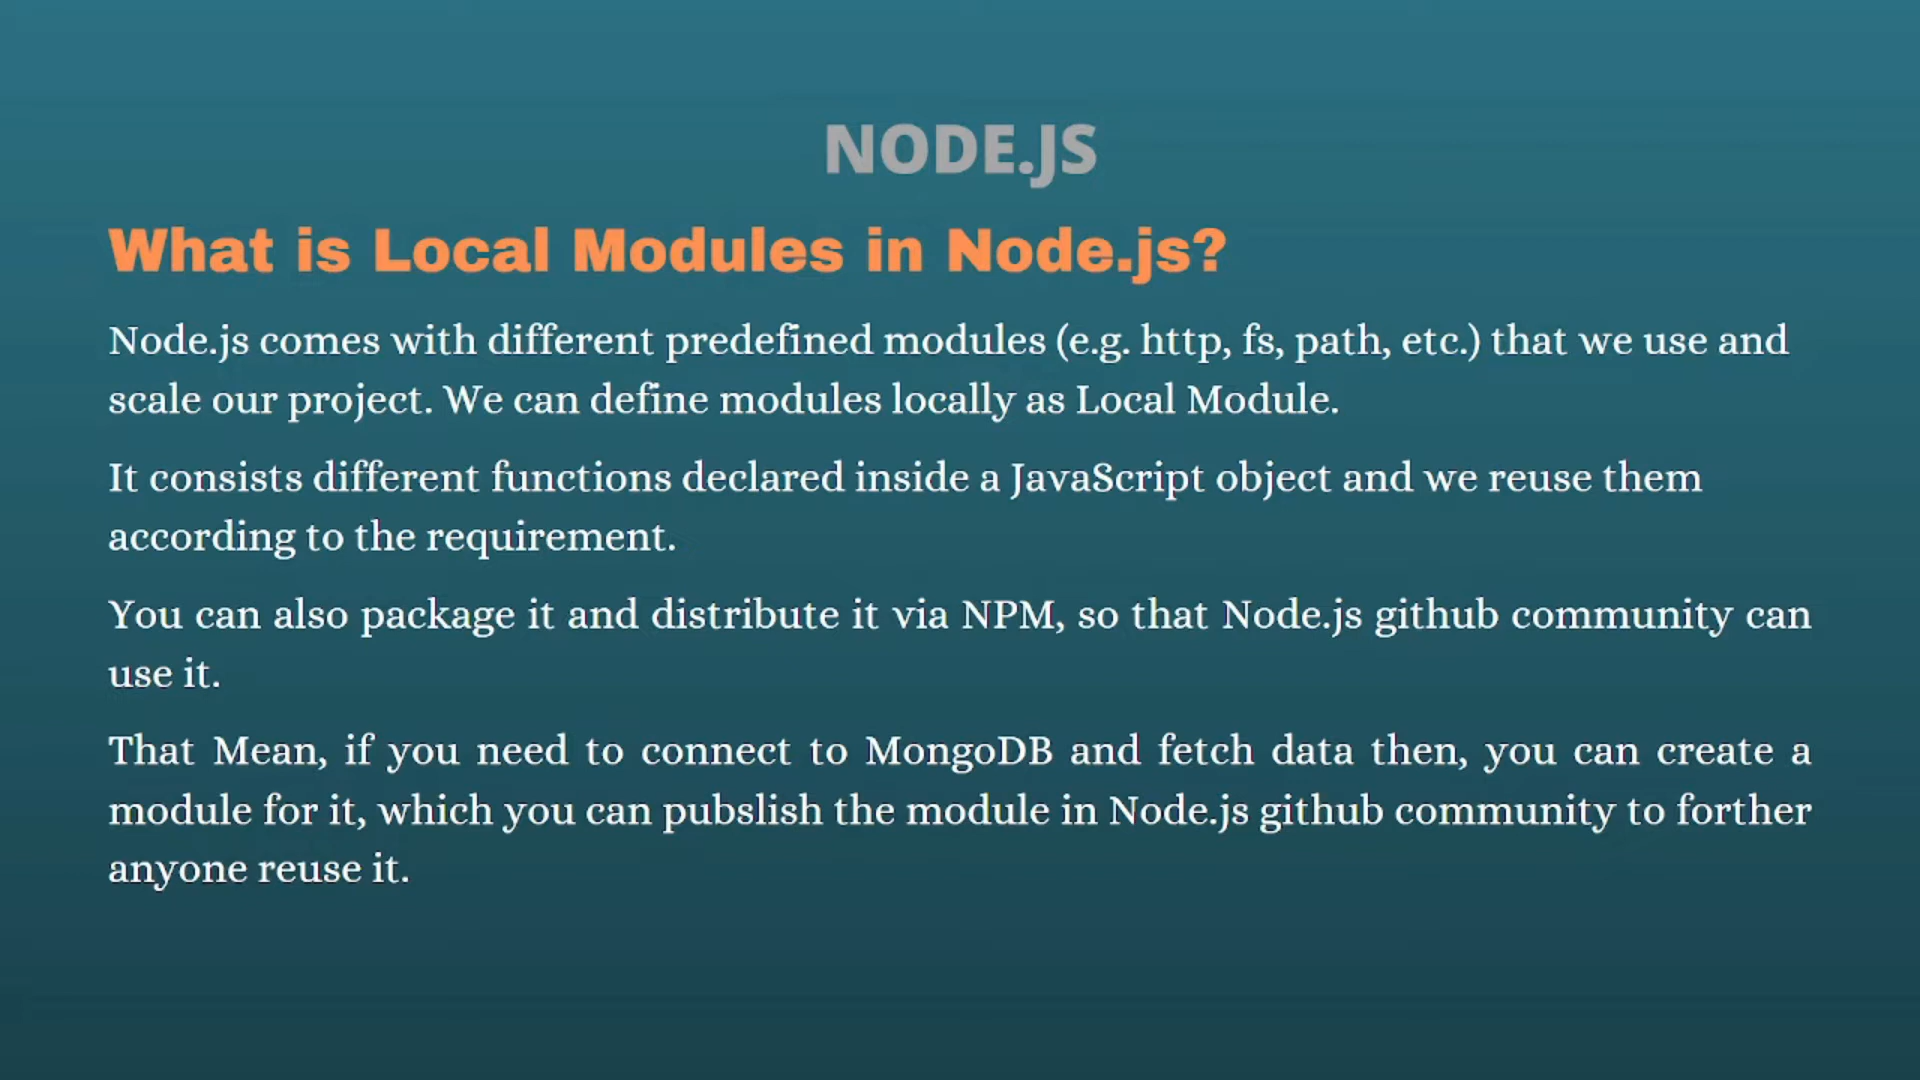 NODE.JS
What is Local Modules in Node.js?
Node.js comes with different predefined modules (e.g. http, fs, path, etc.) that we use and
scale our project. We can define modules locally as Local Module.
It consists different functions declared inside a JavaScript object and we reuse them
according to the requirement.
You can also package it and distribute it via NPM, so that Node.js github community can
use it.
That Mean, if you need to connect to MongoDB and fetch data then, you can create a
module for it, which you can pubslish the module in Node.js github community to forther
anyone reuse it.